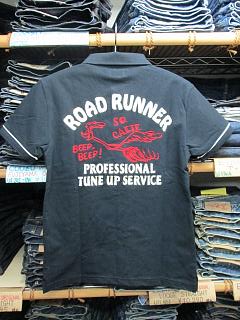 ROAD RUNNER
SO
CALIF
BEEP.
BEEP!
PROFESSIONAL
TUNE UP SERVICE